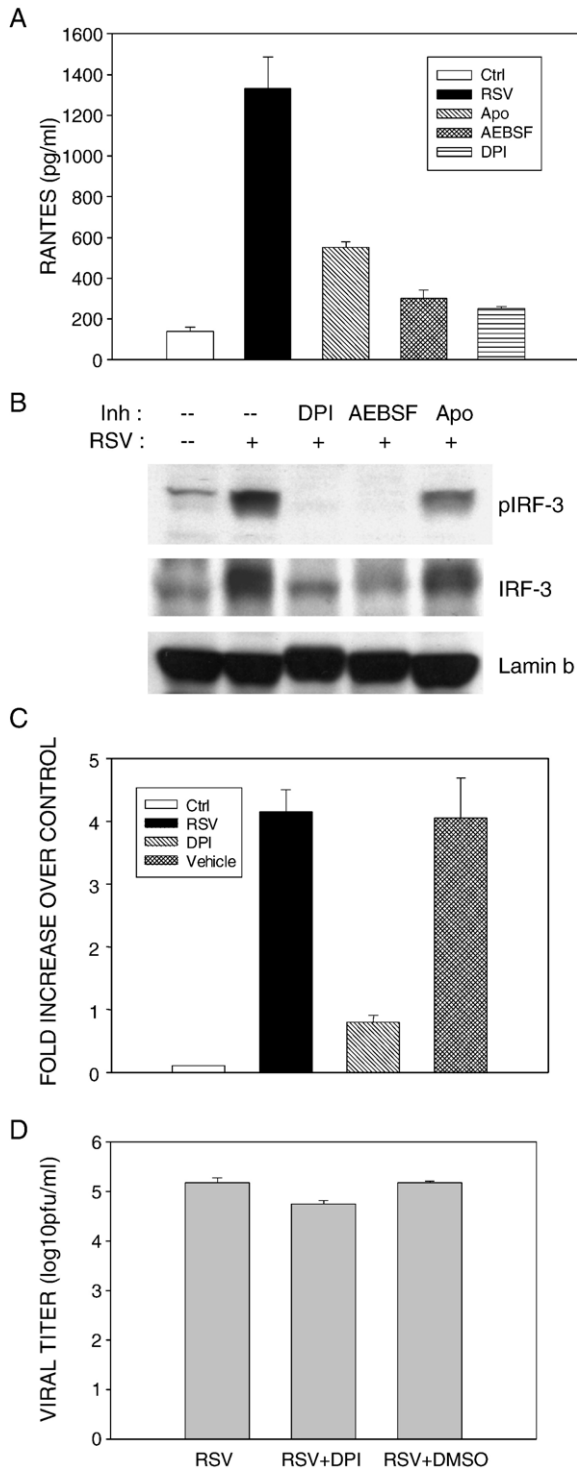 A
1600
1400
1200
1000
800
600
400
200
0
RANTES (pg/ml)
Ctrl
RSV
Apo
AEBSF
DPI
B
Inh : -- -- DPI AEBSF Apo
RSV : -- + + + +
pIRF-3
IRF-3
Lamin b
C
5
4
3
2
1
0
FOLD INCREASE OVER CONTROL
Ctrl
RSV
DPI
Vehicle
D
6
5
4
3
2
1
0
VIRAL TITER (log10pfu/ml)
RSV RSV+DPI RSV+DMSO